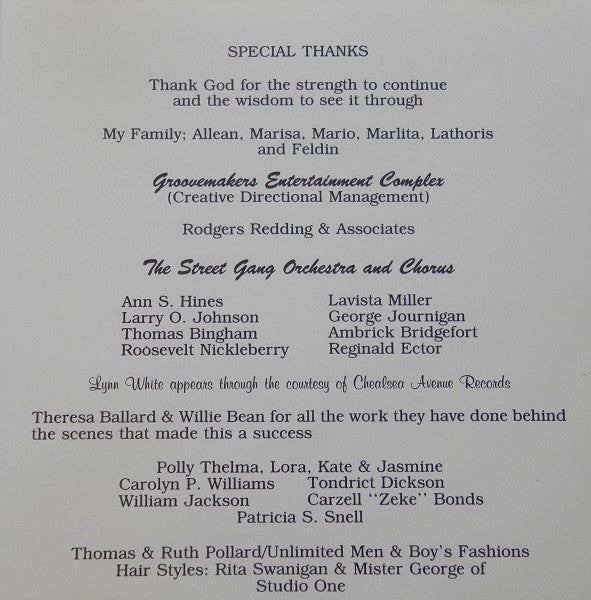 SPECIAL THANKS
Thank God for the strength to continue
and the wisdom to see it through
My Family; Allean, Marisa, Mario, Marlita, Lathoris
and Feldin
Groovemakers Entertainment Complex
(Creative Directional Management)
Rodgers Redding & Associates
The Street Gang Orchestra and Chorus
Ann S. Hines Lavista Miller
Larry O. Johnson George Journigan
Thomas Bingham Ambrick Bridgefort
Roosevelt Nickleberry Reginald Ector
Lynn White appears through the courtesy of Chealsea Avenue Records
Theresa Ballard & Willie Bean for all the work they have done behind
the scenes that made this a success
Polly Thelma, Lora, Kate & Jasmine
Carolyn P. Williams Tondrict Dickson
William Jackson Carzell "Zeke" Bonds
Patricia S. Snell
Thomas & Ruth Pollard/Unlimited Men & Boy's Fashions
Hair Styles: Rita Swanigan & Mister George of
Studio One